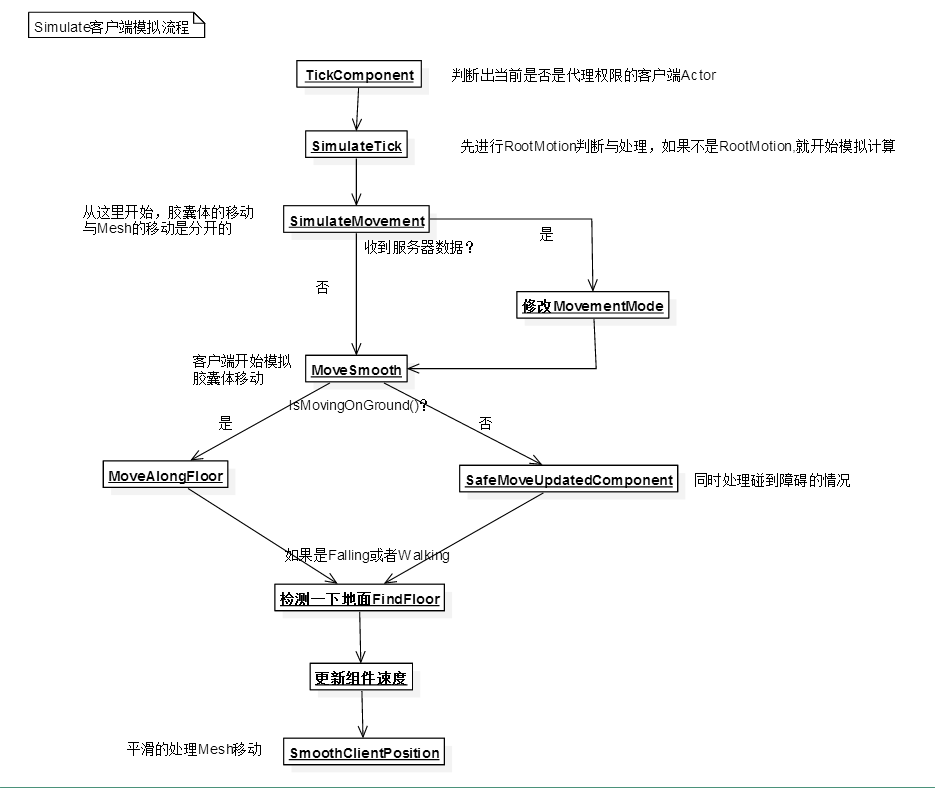 Simulate客户端模拟流程
TickComponent
判断出当前是否是代理权限的客户端Actor
SimulateTick
先进行RootMotion判断与处理，如果不是RootMotion,就开始模拟计算
从这里开始，胶囊体的移动
与Mesh的移动是分开的
SimulateMovement
收到服务器数据？
是
否
修改MovementMode
客户端开始模拟
胶囊体移动
MoveSmooth
IsMovingOnGround()?
是
否
MoveAlongFloor
SafeMoveUpdatedComponent
同时处理碰到障碍的情况
如果是Falling或者Walking
检测一下地面FindFloor
更新组件速度
平滑的处理Mesh移动
SmoothClientPosition